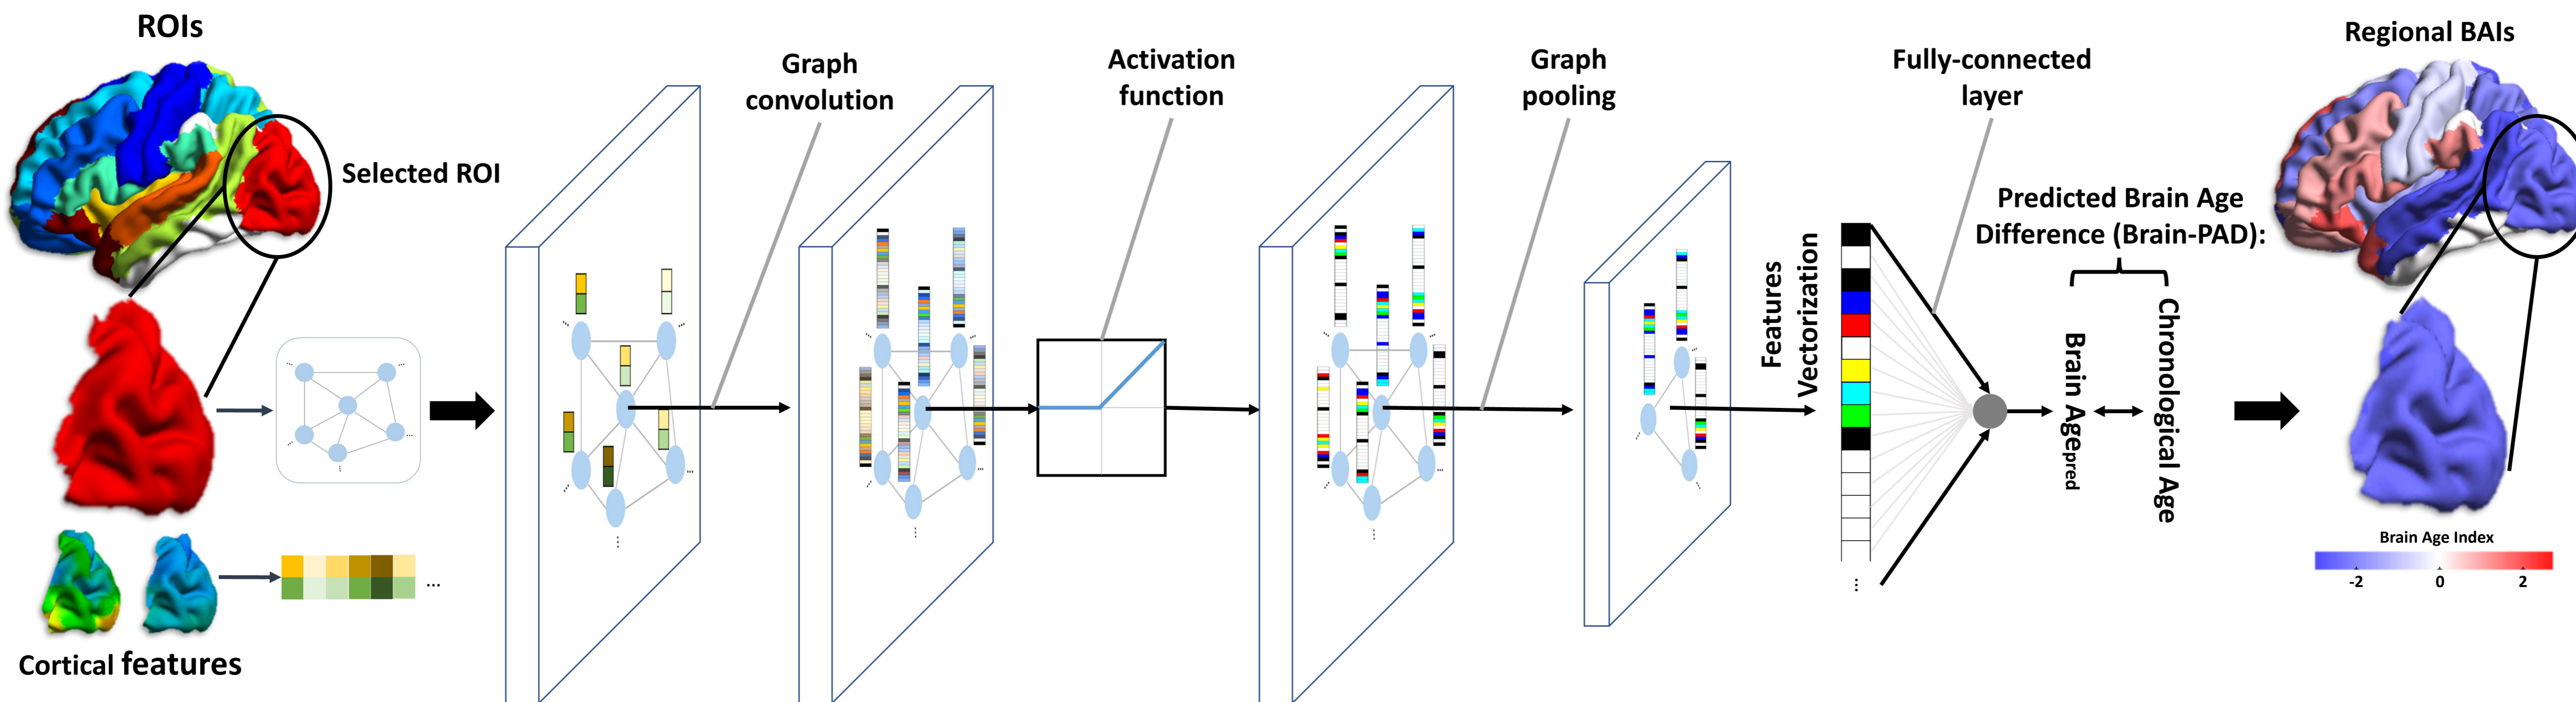 ROIs
Selected ROI
Cortical features
...
Graph
convolution
Activation
function
Graph
pooling
Features
Vectorization
Fully-connected
layer
Predicted Brain Age
Difference (Brain-PAD):
Brain Agepred
Chronological Age
Regional BAIs
Brain Age Index
-2 0 2